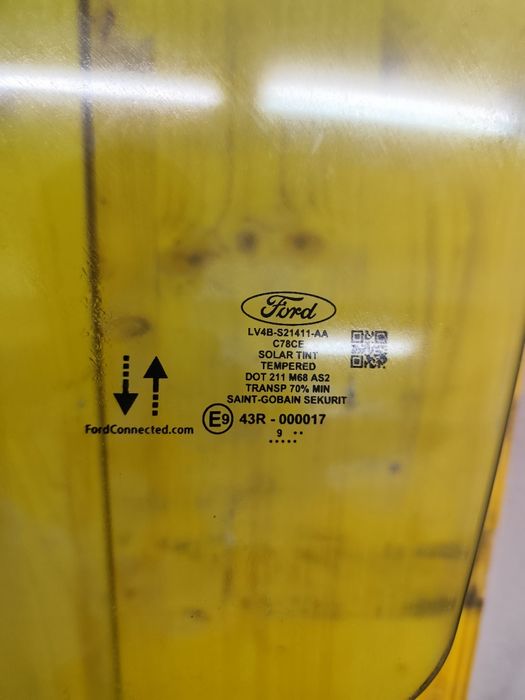 Ford
LV4B-S21411-AA
C78CE
SOLAR TINT
TEMPERED
DOT 211 M68 AS2
TRANSP 70% MIN
SAINT-GOBAIN SEKURIT
E9 43R - 000017
9 ..
.....
FordConnected.com